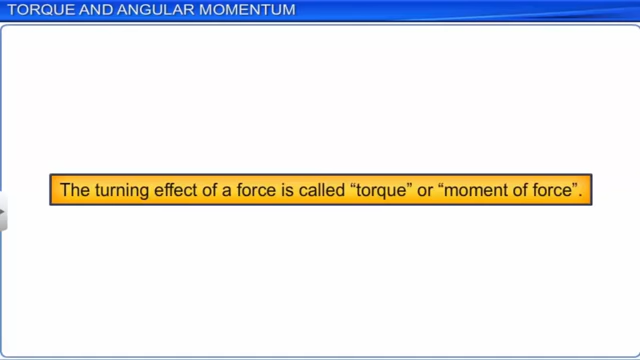 TORQUE AND ANGULAR MOMENTUM
The turning effect of a force is called “torque” or “moment of force”.